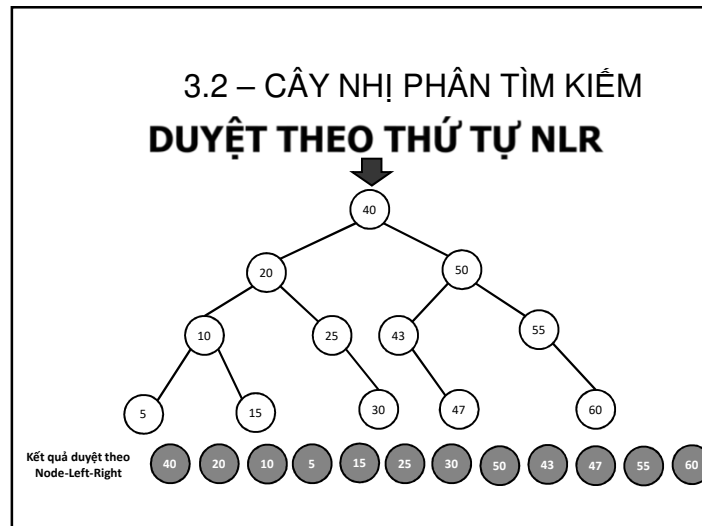 3.2 – CÂY NHỊ PHÂN TÌM KIẾM
DUYỆT THEO THỨ TỰ NLR
40
20
50
10
25
43
55
5
15
30
47
60
Kết quả duyệt theo
Node-Left-Right
40 20 10 5 15 25 30 50 43 47 55 60